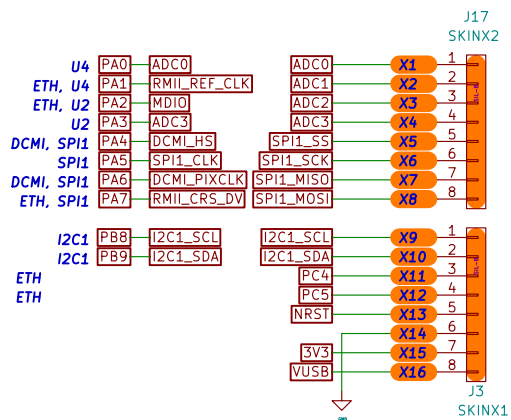 J17
SKINX2
U4 PA0 ADC0 ADC0 X1 1
ETH, U4 PA1 RMII_REF_CLK ADC1 X2 2
ETH, U2 PA2 MDIO ADC2 X3 3
U2 PA3 ADC3 ADC3 X4 4
DCMI, SPI1 PA4 DCMI_HS SPI1_SS X5 5
SPI1 PA5 SPI1_CLK SPI1_SCK X6 6
DCMI, SPI1 PA6 DCMI_PIXCLK SPI1_MISO X7 7
ETH, SPI1 PA7 RMII_CRS_DV SPI1_MOSI X8 8
I2C1 PB8 I2C1_SCL I2C1_SCL X9 1
I2C1 PB9 I2C1_SDA I2C1_SDA X10 2
ETH PC4 X11 3
ETH PC5 X12 4
NRST X13 5
X14 6
3V3 X15 7
VUSB X16 8
J3
SKINX1